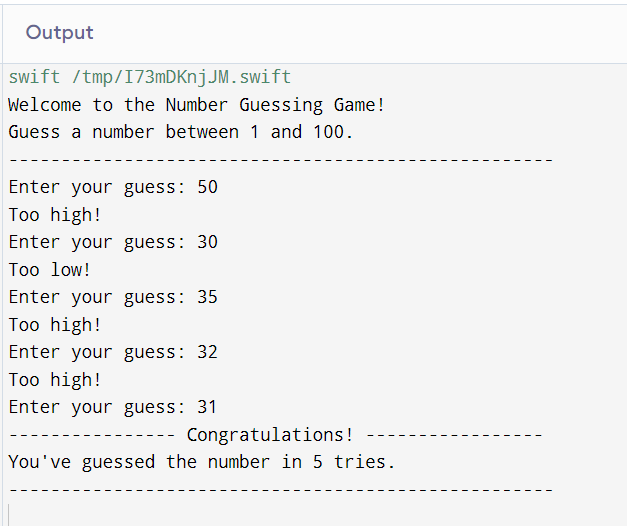 Output
swift /tmp/I73mDKnjJM.swift
Welcome to the Number Guessing Game!
Guess a number between 1 and 100.
----------------------------------------------------
Enter your guess: 50
Too high!
Enter your guess: 30
Too low!
Enter your guess: 35
Too high!
Enter your guess: 32
Too high!
Enter your guess: 31
---------------- Congratulations! -----------------
You've guessed the number in 5 tries.
----------------------------------------------------